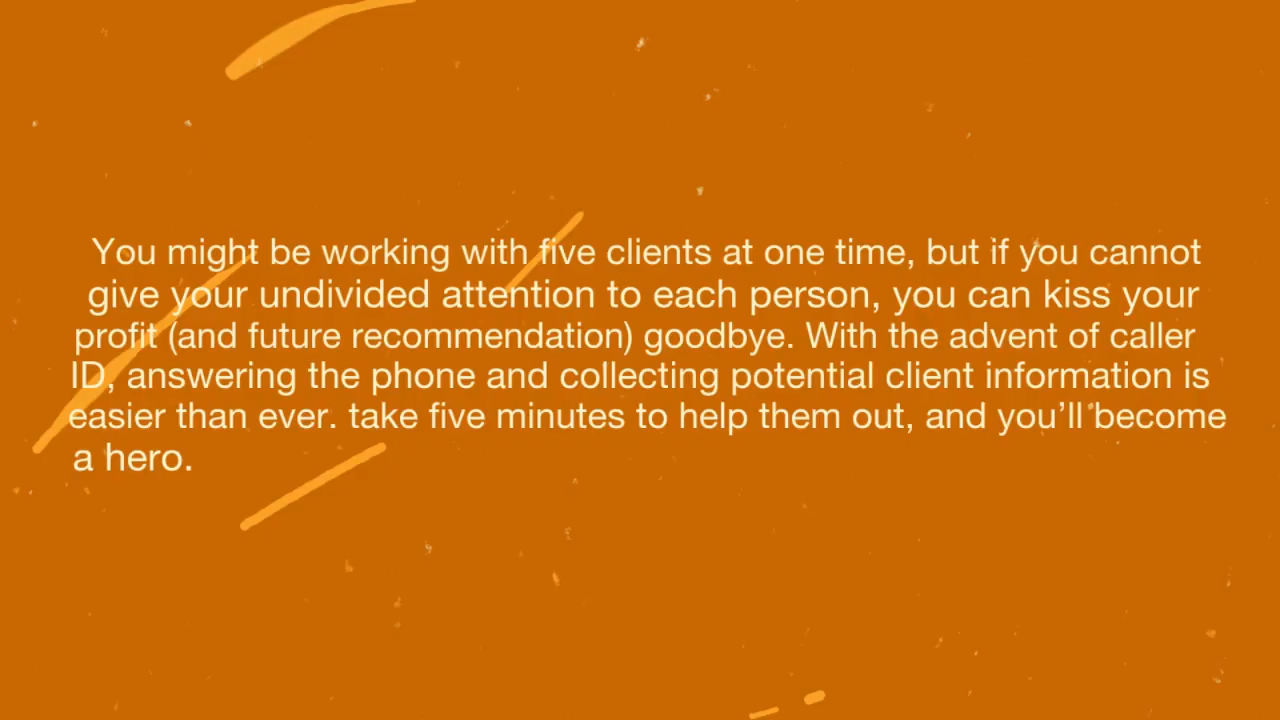 You might be working with five clients at one time, but if you cannot
give your undivided attention to each person, you can kiss your
profit (and future recommendation) goodbye. With the advent of caller
ID, answering the phone and collecting potential client information is
easier than ever. take five minutes to help them out, and you’ll become
a hero.